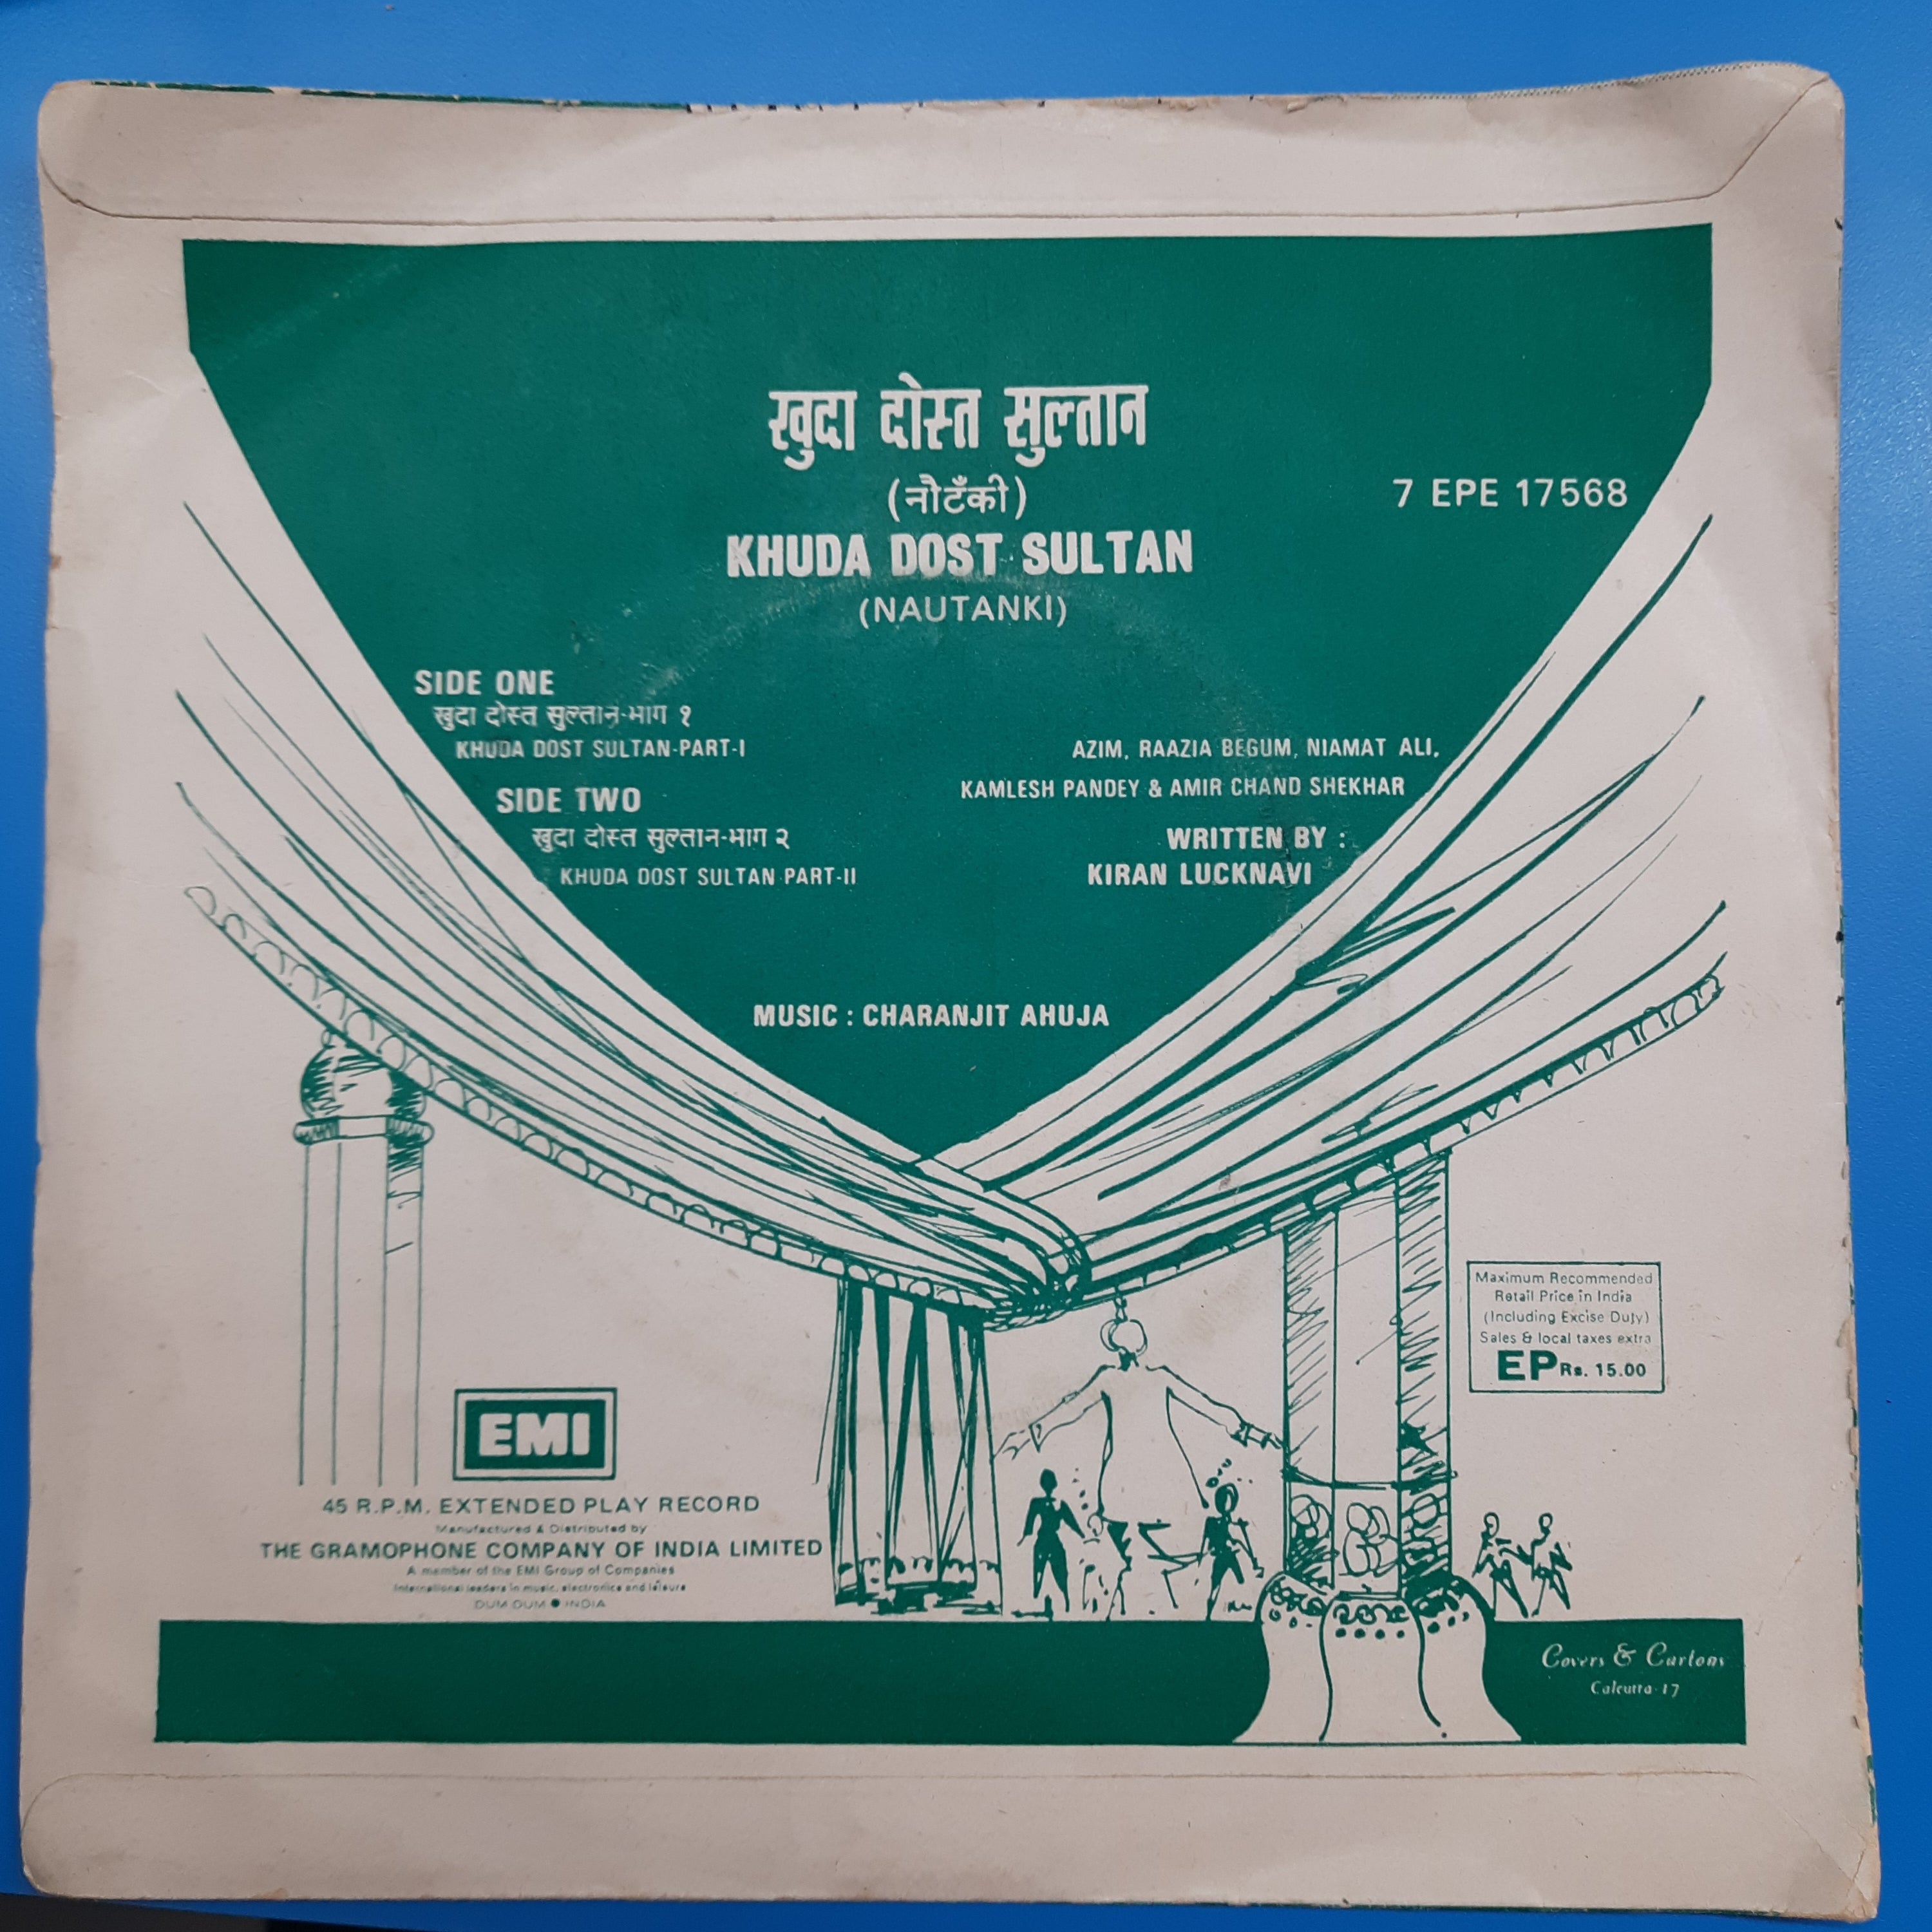 खुदा दोस्त सुल्तान
(नौटँकी)
7 EPE 17568
KHUDA DOST SULTAN
(NAUTANKI)
SIDE ONE
खुदा दोस्त सुल्तान-भाग १
KHUDA DOST SULTAN-PART-I
AZIM, RAAZIA BEGUM, NIAMAT ALI,
KAMLESH PANDEY & AMIR CHAND SHEKHAR
SIDE TWO
खुदा दोस्त सुल्तान-भाग २
KHUDA DOST SULTAN PART-II
WRITTEN BY :
KIRAN LUCKNAVI
MUSIC : CHARANJIT AHUJA
Maximum Recommended
Retail Price in India
(Including Excise Duty)
Sales & local taxes extra
EP Rs. 15.00
EMI
45 R.P.M. EXTENDED PLAY RECORD
Manufactured & Distributed by
THE GRAMOPHONE COMPANY OF INDIA LIMITED
A member of the EMI Group of Companies
International leaders in music, electronics and leisure
DUM DUM ● INDIA
Covers & Cartons
Calcutta-17